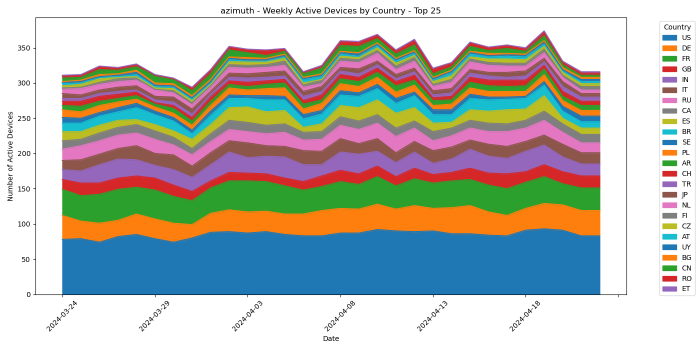 azimuth - Weekly Active Devices by Country - Top 25
Number of Active Devices
350
300
250
200
150
100
50
0
2024-03-24
2024-03-29
2024-04-03
2024-04-08
2024-04-13
2024-04-18
Date
Country
US
DE
FR
GB
IN
IT
RU
CA
ES
BR
SE
PL
AR
CH
TR
JP
NL
FI
CZ
AT
UY
BG
CN
RO
ET